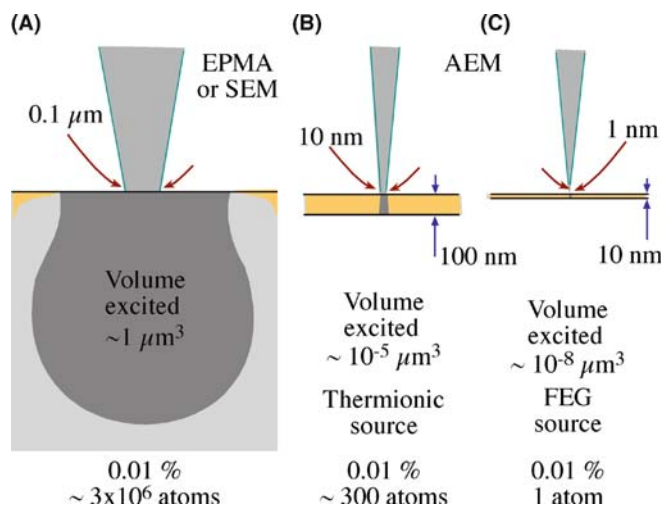 (A)
EPMA
or SEM
0.1 µm
Volume
excited
~1 µm³
0.01 %
~ 3x10⁶ atoms
(B)
AEM
10 nm
100 nm
Volume
excited
~ 10⁻⁵ µm³
Thermionic
source
0.01 %
~ 300 atoms
(C)
1 nm
10 nm
Volume
excited
~ 10⁻⁸ µm³
FEG
source
0.01 %
1 atom